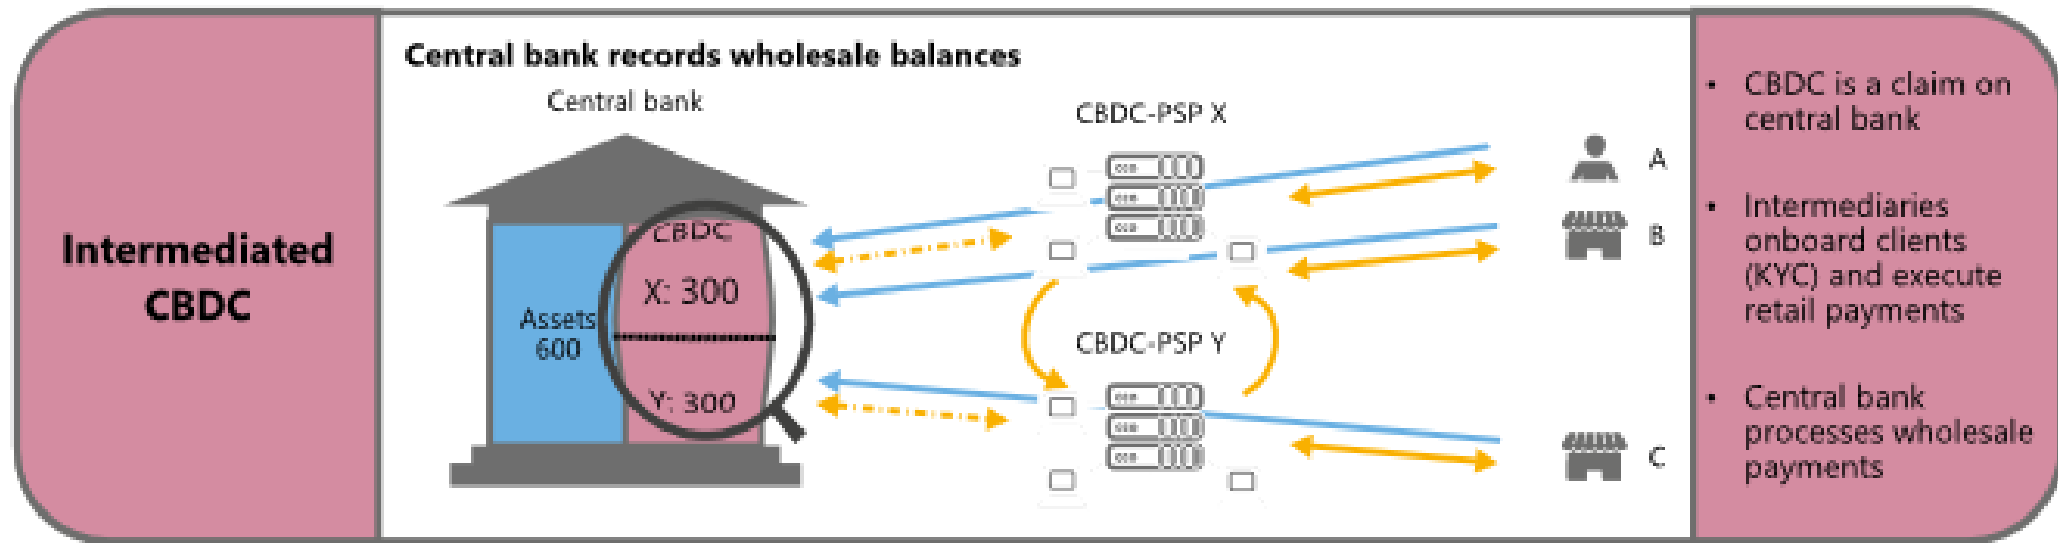 Intermediated
CBDC
Central bank records wholesale balances
Central bank
CBDC
X: 300
Assets
600
Y: 300
CBDC-PSP X
CBDC-PSP Y
A
B
C
• CBDC is a claim on
central bank
• Intermediaries
onboard clients
(KYC) and execute
retail payments
• Central bank
processes wholesale
payments